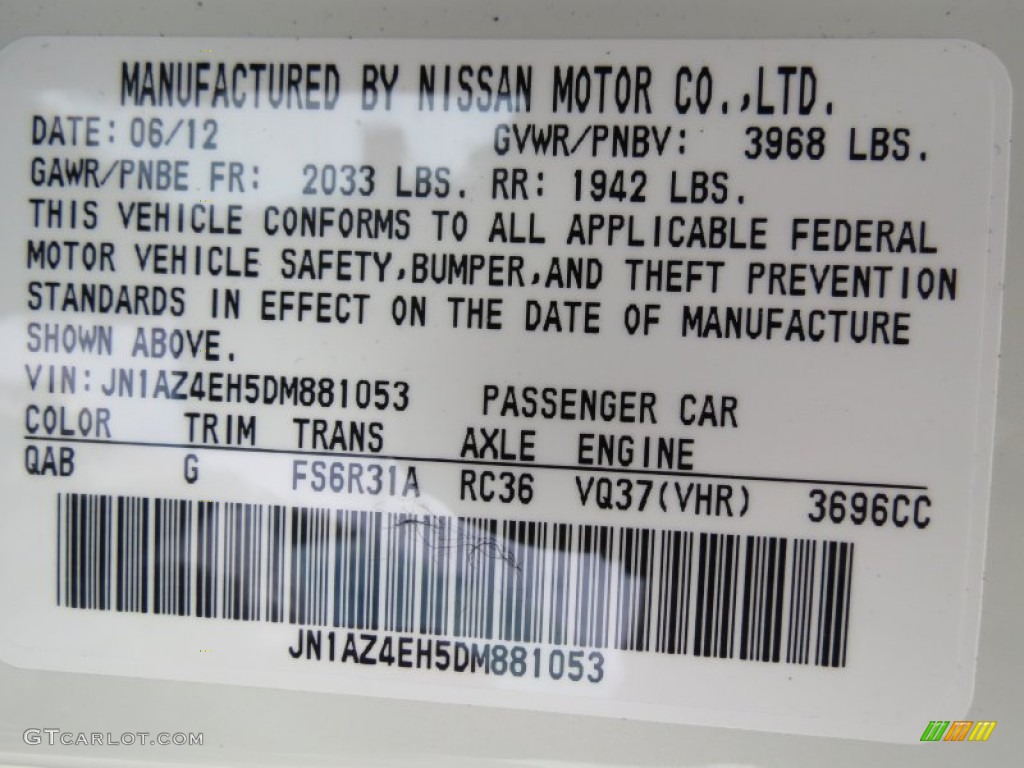 MANUFACTURED BY NISSAN MOTOR CO.,LTD.
DATE: 06/12 GVWR/PNBV: 3968 LBS.
GAWR/PNBE FR: 2033 LBS. RR: 1942 LBS.
THIS VEHICLE CONFORMS TO ALL APPLICABLE FEDERAL
MOTOR VEHICLE SAFETY,BUMPER,AND THEFT PREVENTION
STANDARDS IN EFFECT ON THE DATE OF MANUFACTURE
SHOWN ABOVE.
VIN: JN1AZ4EH5DM881053 PASSENGER CAR
COLOR TRIM TRANS AXLE ENGINE
QAB G FS6R31A RC36 VQ37(VHR) 3696CC
JN1AZ4EH5DM881053
GTCARLOT.COM